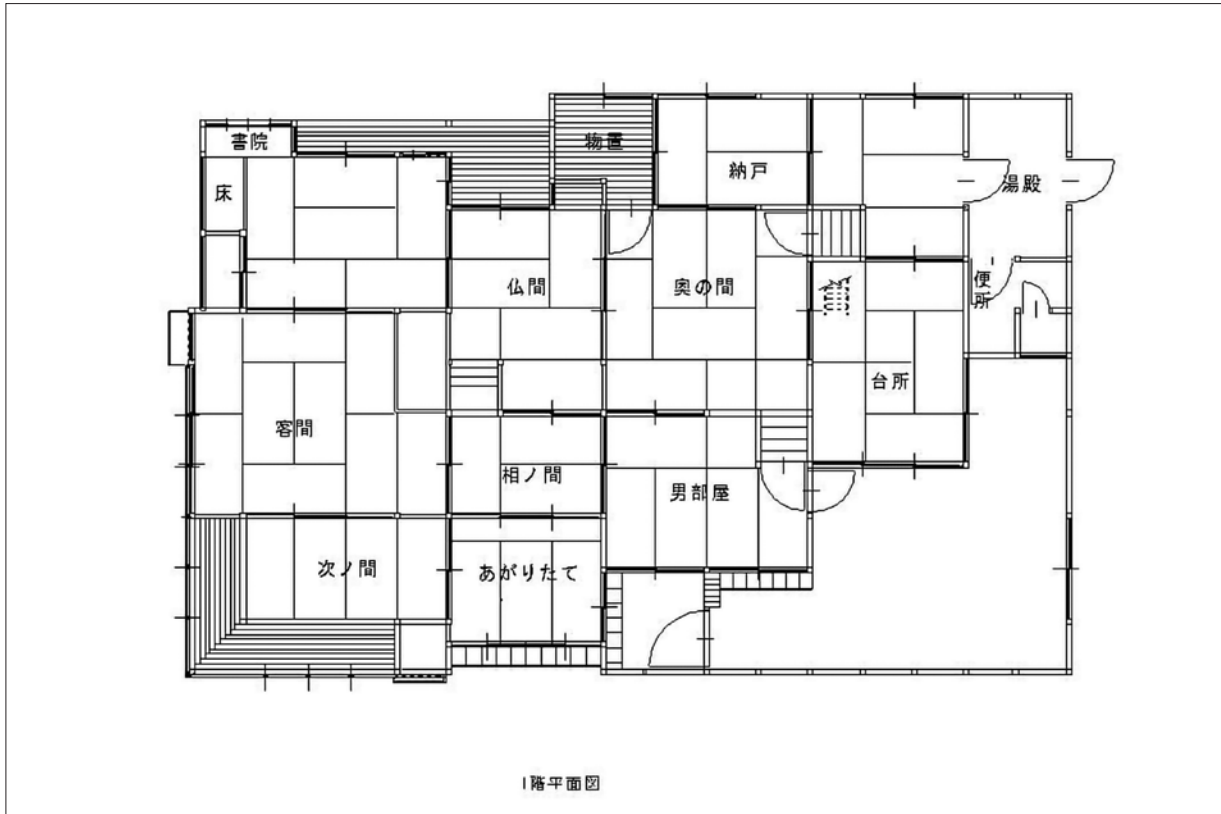 書院
物置
納戸
湯殿
床
仏間
奥の間
便所
台所
客間
相ノ間
男部屋
次ノ間
あがりたて
1階平面図